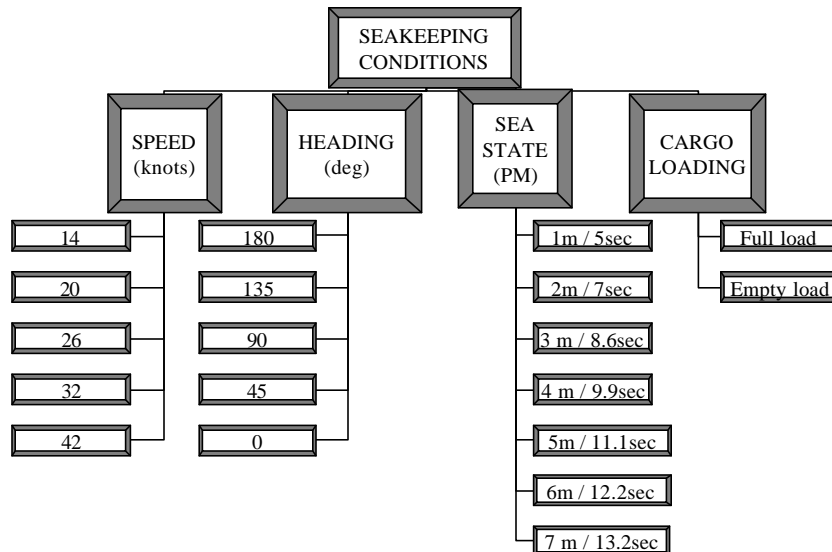 SEAKEEPING
CONDITIONS
SPEED
(knots)
HEADING
(deg)
SEA
STATE
(PM)
CARGO
LOADING
14
20
26
32
42
180
135
90
45
0
1m / 5sec
2m / 7sec
3 m / 8.6sec
4 m / 9.9sec
5m / 11.1sec
6m / 12.2sec
7 m / 13.2sec
Full load
Empty load